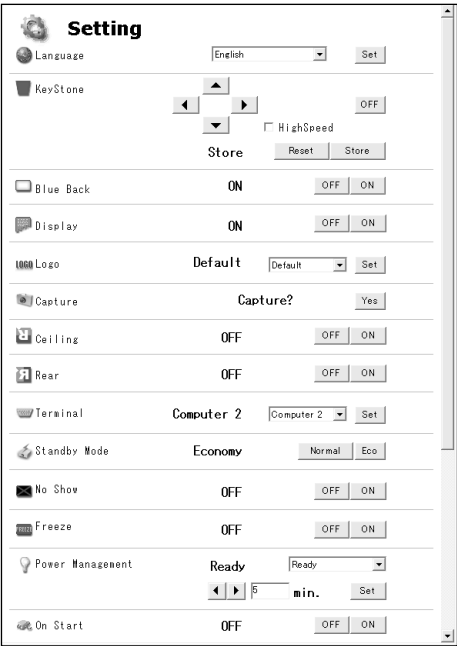 Setting
Language English Set
KeyStone OFF
HighSpeed
Store Reset Store
Blue Back ON OFF ON
Display ON OFF ON
LOGO Logo Default Default Set
Capture Capture? Yes
Ceiling OFF OFF ON
R Rear OFF OFF ON
Terminal Computer 2 Computer 2 Set
Standby Mode Economy Normal Eco
No Show OFF OFF ON
FREEZE Freeze OFF OFF ON
Power Management Ready Ready
5 min. Set
On Start OFF OFF ON